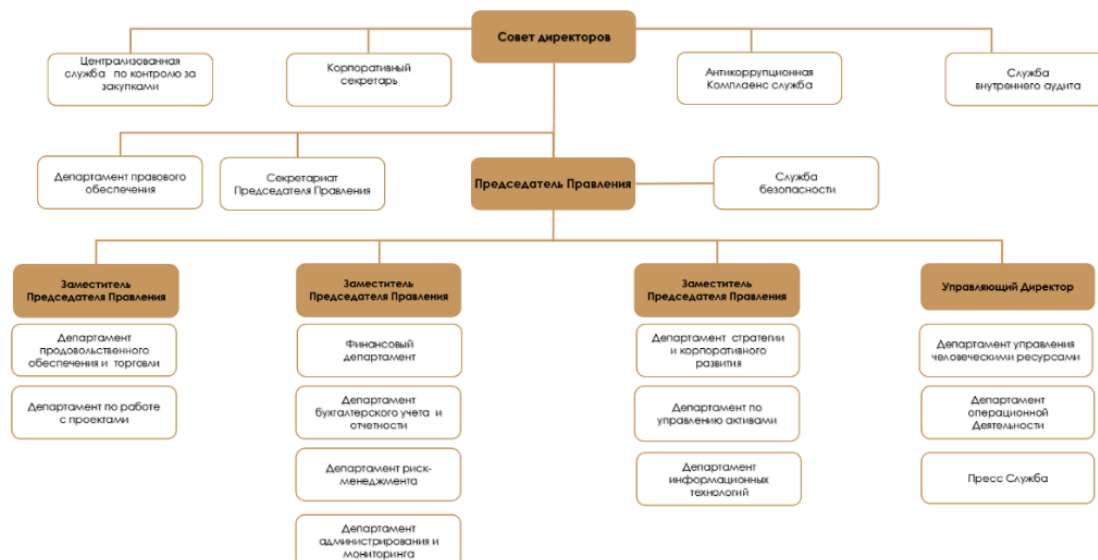 Совет директоров
Централизованная
служба по контролю за
закупками
Корпоративный
секретарь
Антикоррупционная
Комплаенс служба
Служба
внутреннего аудита
Департамент правового
обеспечения
Секретариат
Председателя Правления
Председатель Правления
Служба
безопасности
Заместитель
Председателя Правления
Заместитель
Председателя Правления
Заместитель
Председателя Правления
Управляющий Директор
Департамент
продовольственного
обеспечения и торговли
Финансовый
департамент
Департамент стратегии
и корпоративного
развития
Департамент управления
человеческими ресурсами
Департамент по работе
с проектами
Департамент
бухгалтерского учета и
отчетности
Департамент по
управлению активами
Департамент
операционной
Деятельности
Департамент риск-
менеджмента
Департамент
информационных
технологий
Пресс Служба
Департамент
администрирования и
мониторинга